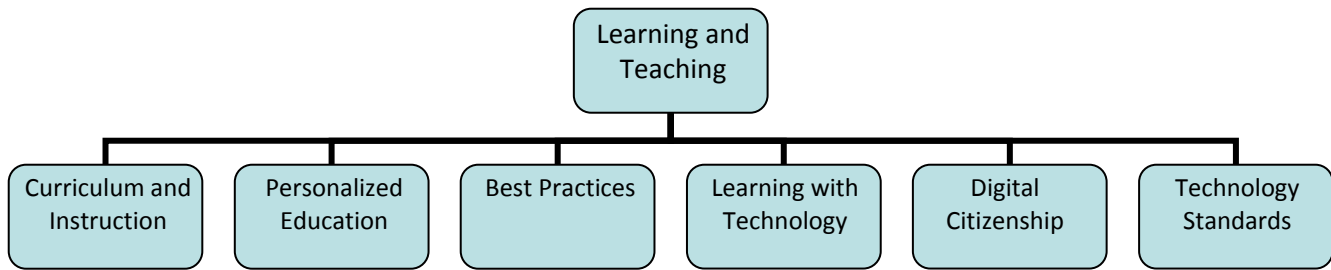 Learning and
Teaching
Curriculum and
Instruction
Personalized
Education
Best Practices
Learning with
Technology
Digital
Citizenship
Technology
Standards